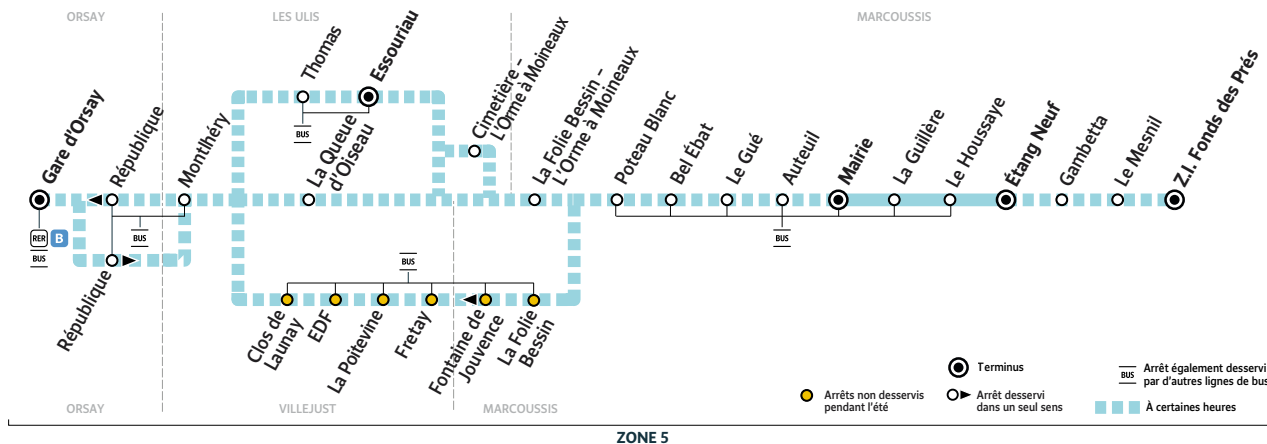 ORSAY
LES ULIS
MARCOUSSIS
Gare d'Orsay
RER B
BUS
République
République
BUS
Montlhéry
Thomas
BUS
Essouriau
La Queue
d'Oiseau
Cimetière –
L'Orme à Moineaux
La Folie Bessin –
L'Orme à Moineaux
Poteau Blanc
Bel Ébat
Le Gué
Auteuil
BUS
Mairie
La Guillère
Le Houssaye
Étang Neuf
Gambetta
Le Mesnil
Z.I. Fonds des Prés
BUS
Clos de
Launay
EDF
La Poitevine
Fretay
Fontaine de
Jouvence
La Folie
Bessin
ORSAY
VILLEJUST
MARCOUSSIS
Arrêts non desservis
pendant l'été
Terminus
Arrêt desservi
dans un seul sens
BUS
Arrêt également desservi
par d'autres lignes de bus
À certaines heures
ZONE 5